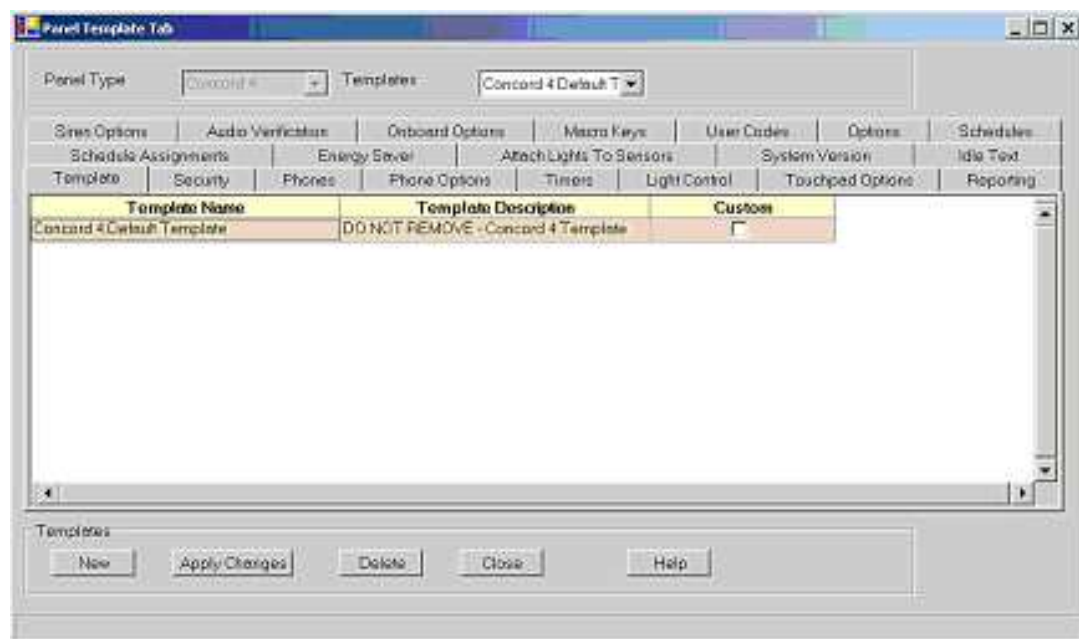 Panel Template Tab
Panel Type Concord 4 Templates Concord 4 Default T
Siren Options Audio Verification Onboard Options Macro Keys User Codes Options Schedules
Schedule Assignments Energy Saver Attach Lights To Sensors System Version Idle Text
Template Security Phones Phone Options Timers Light Control Touchpad Options Reporting
Template Name Template Description Custom
Concord 4 Default Template DO NOT REMOVE - Concord 4 Template
Templates
New Apply Changes Delete Close Help